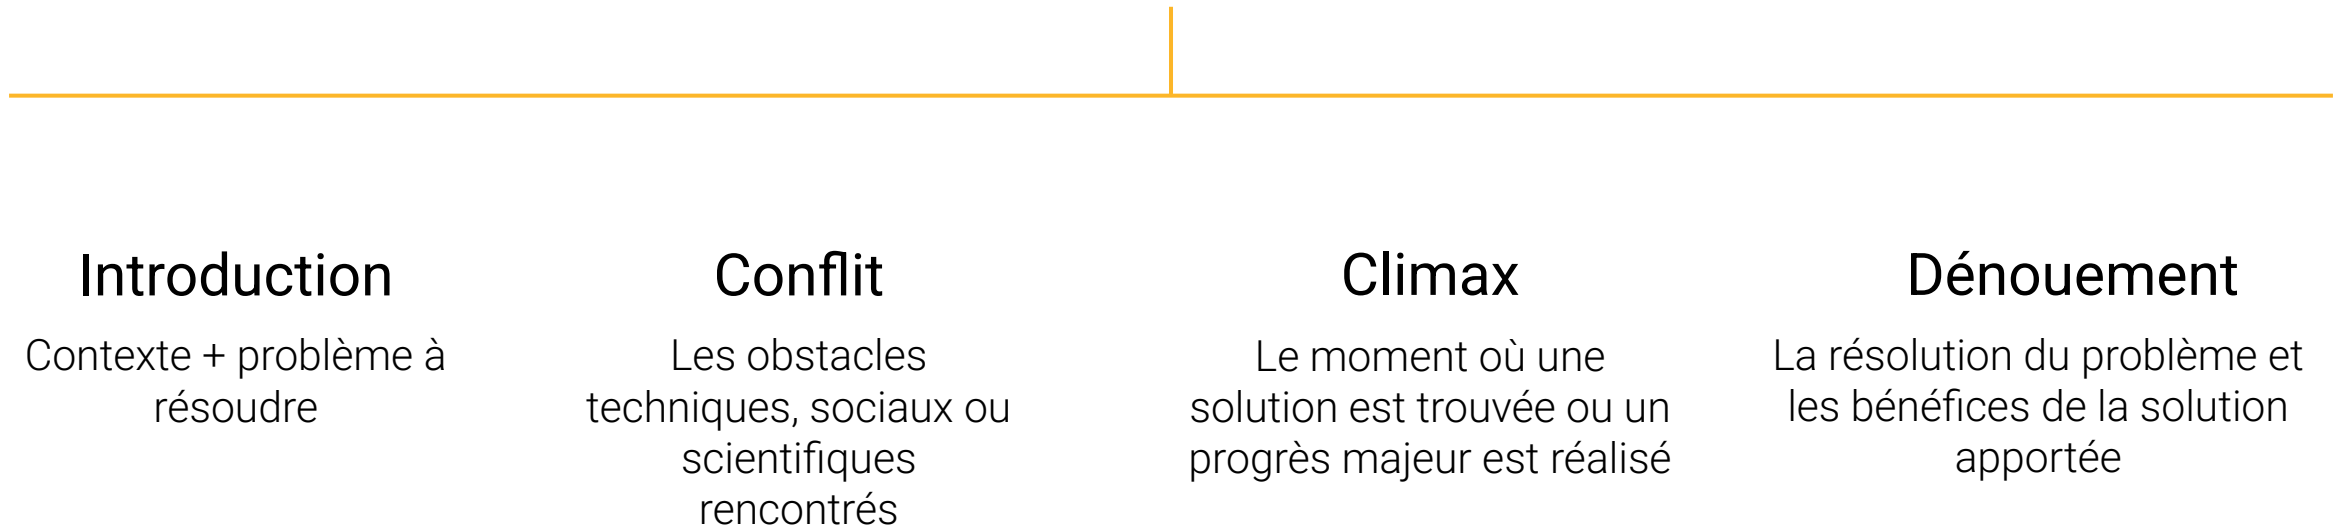 Introduction
Contexte + problème à
résoudre
Conflit
Les obstacles
techniques, sociaux ou
scientifiques
rencontrés
Climax
Le moment où une
solution est trouvée ou un
progrès majeur est réalisé
Dénouement
La résolution du problème et
les bénéfices de la solution
apportée